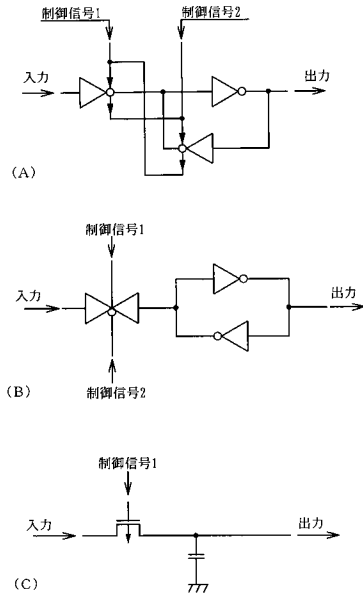 制御信号1
制御信号2
入力
出力
(A)
制御信号1
入力
出力
制御信号2
(B)
制御信号1
入力
出力
(C)